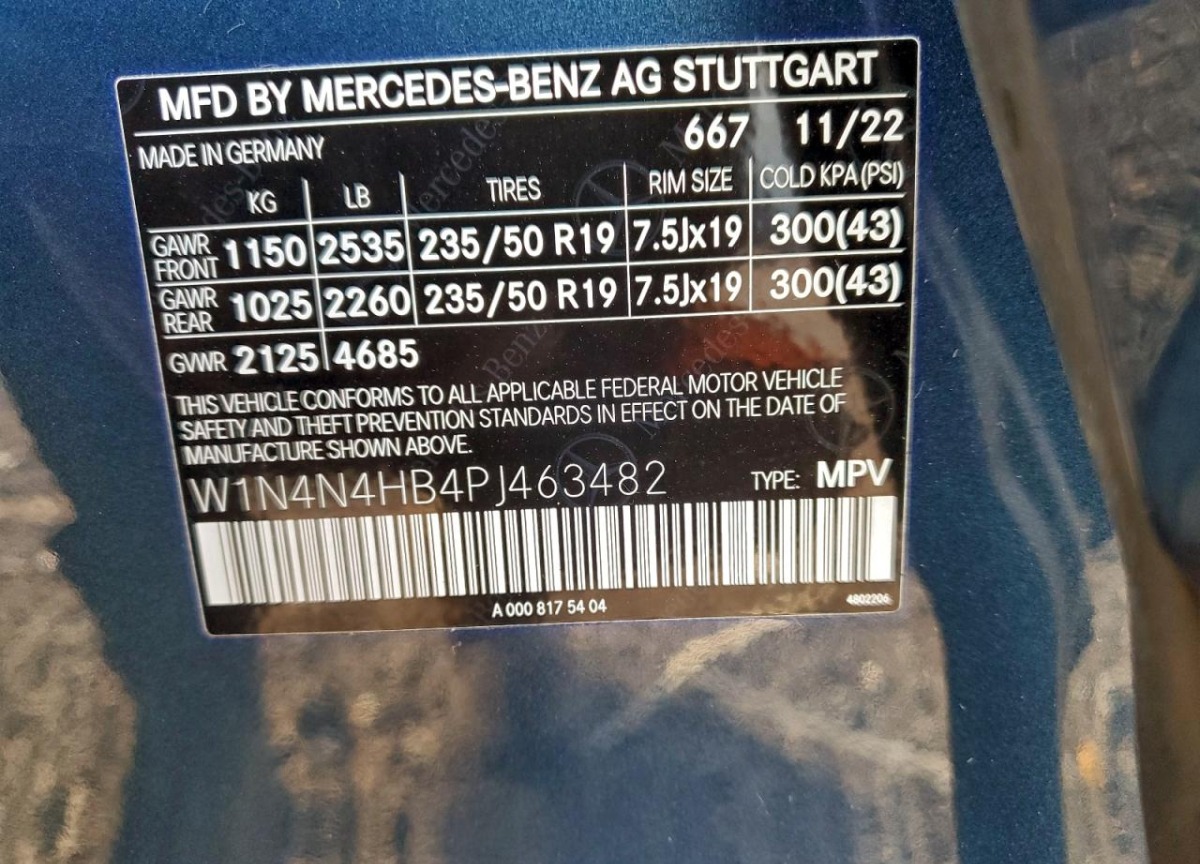 MFD BY MERCEDES-BENZ AG STUTTGART
MADE IN GERMANY 667 11/22
KG LB TIRES RIM SIZE COLD KPA (PSI)
GAWR FRONT 1150 2535 235/50 R19 7.5Jx19 300(43)
GAWR REAR 1025 2260 235/50 R19 7.5Jx19 300(43)
GVWR 2125 4685
THIS VEHICLE CONFORMS TO ALL APPLICABLE FEDERAL MOTOR VEHICLE
SAFETY AND THEFT PREVENTION STANDARDS IN EFFECT ON THE DATE OF
MANUFACTURE SHOWN ABOVE.
W1N4N4HB4PJ463482 TYPE: MPV
A 000 817 54 04 4802206